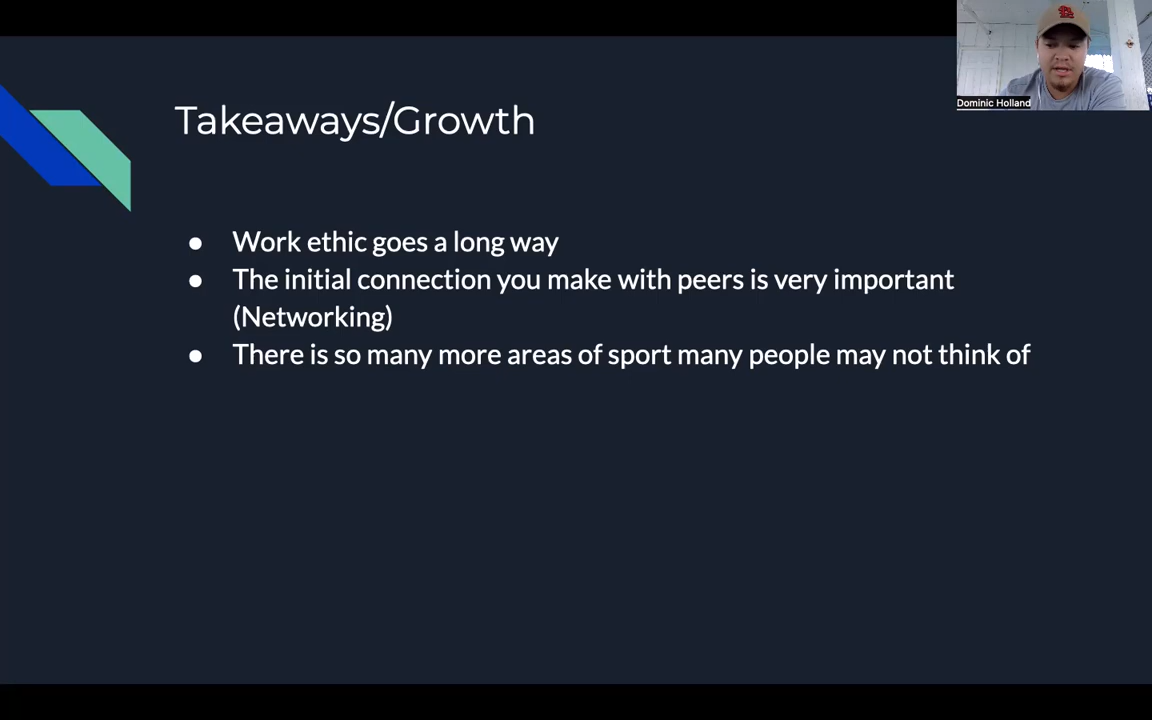 Dominic Holland
Takeaways/Growth
● Work ethic goes a long way
● The initial connection you make with peers is very important
(Networking)
● There is so many more areas of sport many people may not think of